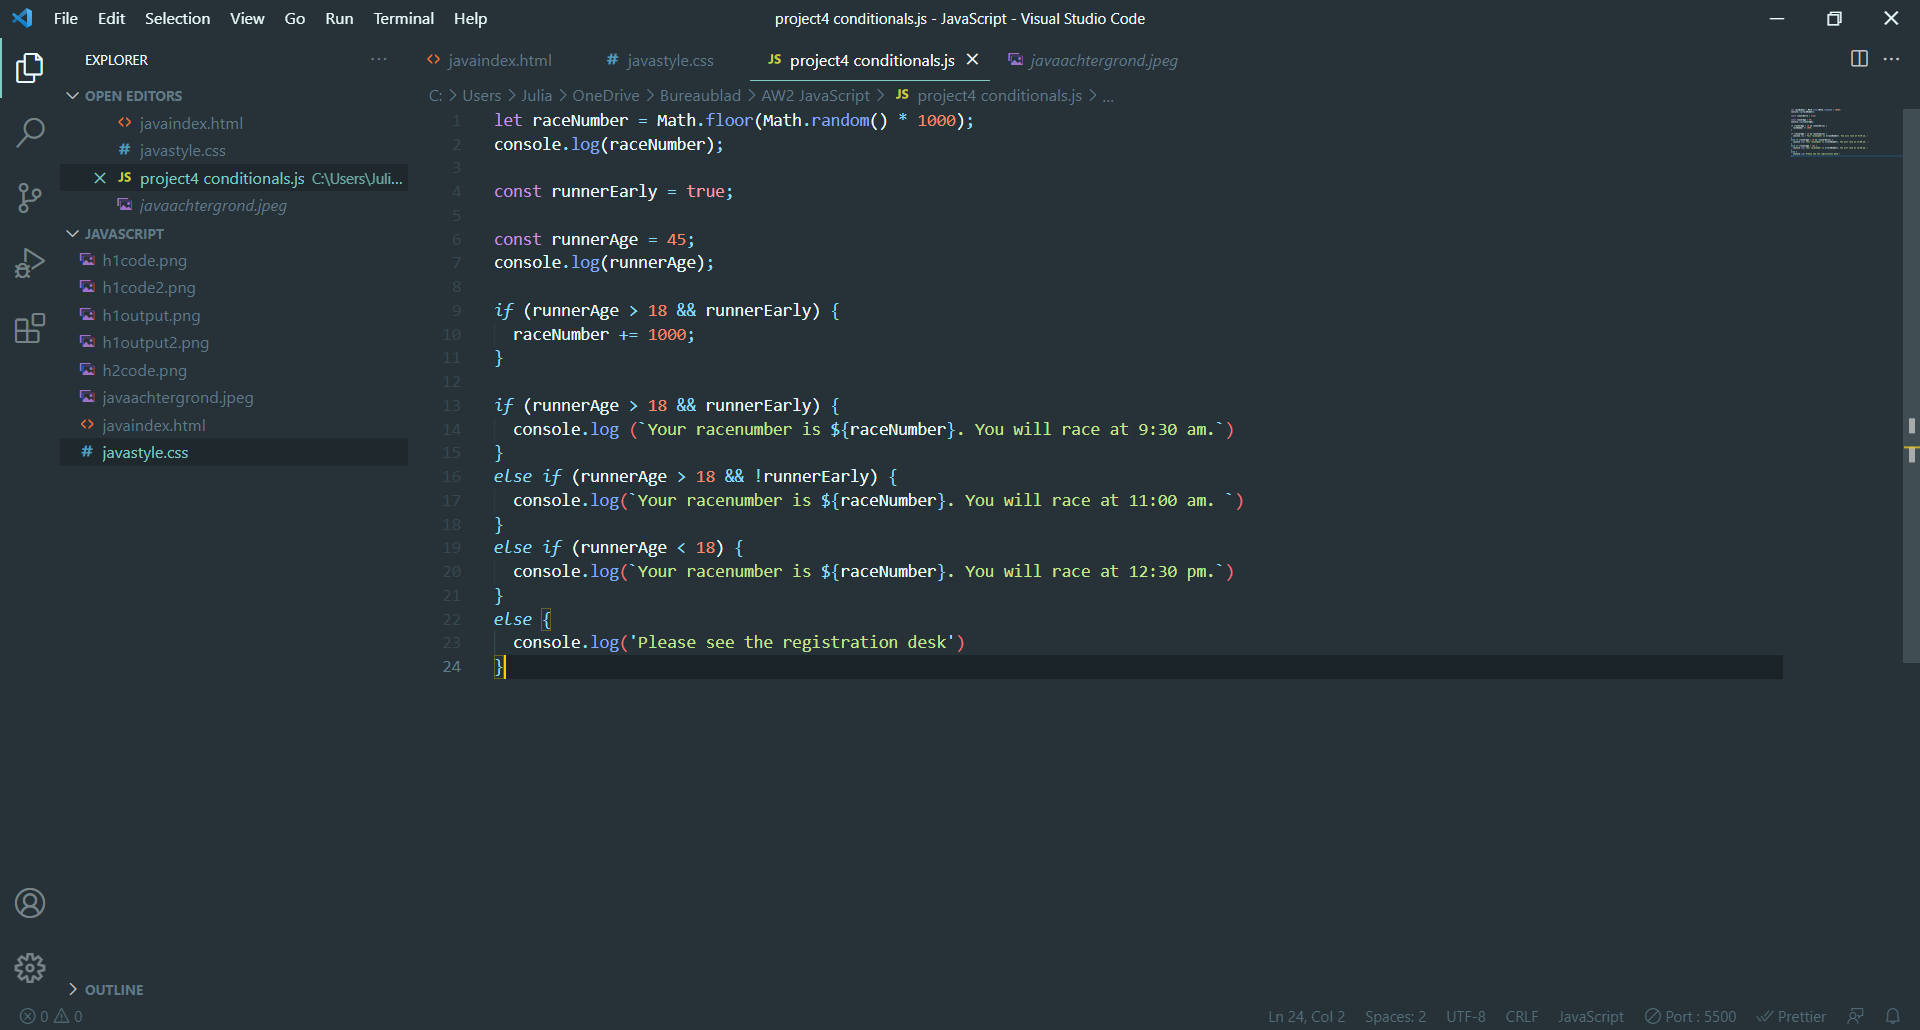 File Edit Selection View Go Run Terminal Help
project4 conditionals.js - JavaScript - Visual Studio Code
EXPLORER
OPEN EDITORS
javaindex.html
javastyle.css
project4 conditionals.js C:\Users\Juli...
javaachtergrond.jpeg
JAVASCRIPT
h1code.png
h1code2.png
h1output.png
h1output2.png
h2code.png
javaachtergrond.jpeg
javaindex.html
javastyle.css
OUTLINE
javaindex.html # javastyle.css JS project4 conditionals.js javaachtergrond.jpeg
C: > Users > Julia > OneDrive > Bureaublad > AW2 JavaScript > JS project4 conditionals.js > ...
1 let raceNumber = Math.floor(Math.random() * 1000);
2 console.log(raceNumber);
3
4 const runnerEarly = true;
5
6 const runnerAge = 45;
7 console.log(runnerAge);
8
9 if (runnerAge > 18 && runnerEarly) {
10   raceNumber += 1000;
11 }
12
13 if (runnerAge > 18 && runnerEarly) {
14   console.log (`Your racenumber is ${raceNumber}. You will race at 9:30 am.`)
15 }
16 else if (runnerAge > 18 && !runnerEarly) {
17   console.log(`Your racenumber is ${raceNumber}. You will race at 11:00 am. `)
18 }
19 else if (runnerAge < 18) {
20   console.log(`Your racenumber is ${raceNumber}. You will race at 12:30 pm.`)
21 }
22 else {
23   console.log('Please see the registration desk')
24 }
0 0
Ln 24, Col 2 Spaces: 2 UTF-8 CRLF JavaScript Port : 5500 Prettier